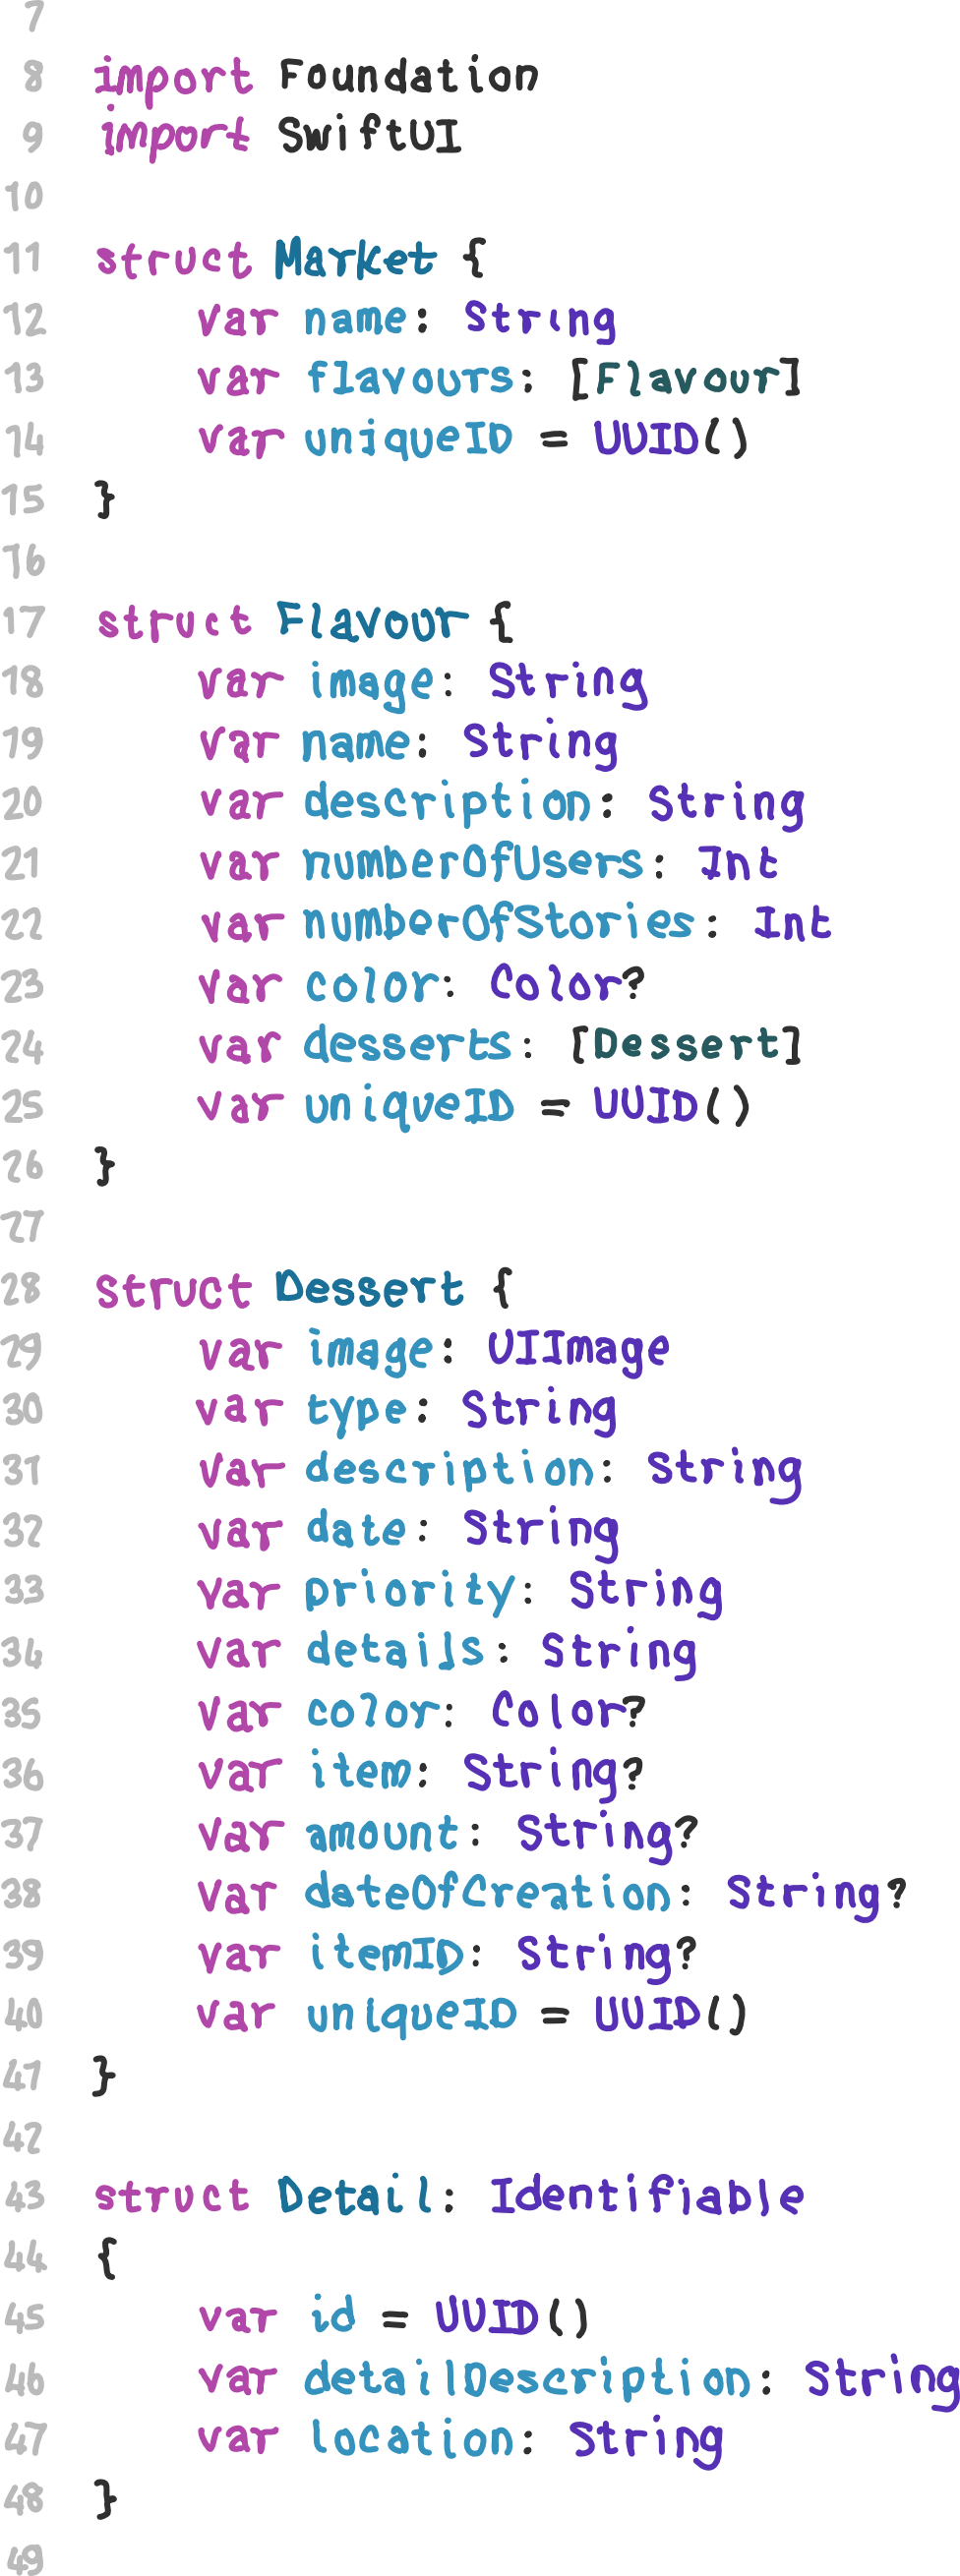 7
8 import Foundation
9 import SwiftUI
10
11 struct Market {
12 var name: String
13 var flavours: [Flavour]
14 var uniqueID = UUID()
15 }
16
17 struct Flavour {
18 var image: String
19 var name: String
20 var description: String
21 var numberOfUsers: Int
22 var numberOfStories: Int
23 var color: Color?
24 var desserts: [Dessert]
25 var uniqueID = UUID()
26 }
27
28 struct Dessert {
29 var image: UIImage
30 var type: String
31 var description: String
32 var date: String
33 var priority: String
34 var details: String
35 var color: Color?
36 var item: String?
37 var amount: String?
38 var dateOfCreation: String?
39 var itemID: String?
40 var uniqueID = UUID()
41 }
42
43 struct Detail: Identifiable
44 {
45 var id = UUID()
46 var detailDescription: String
47 var location: String
48 }
49